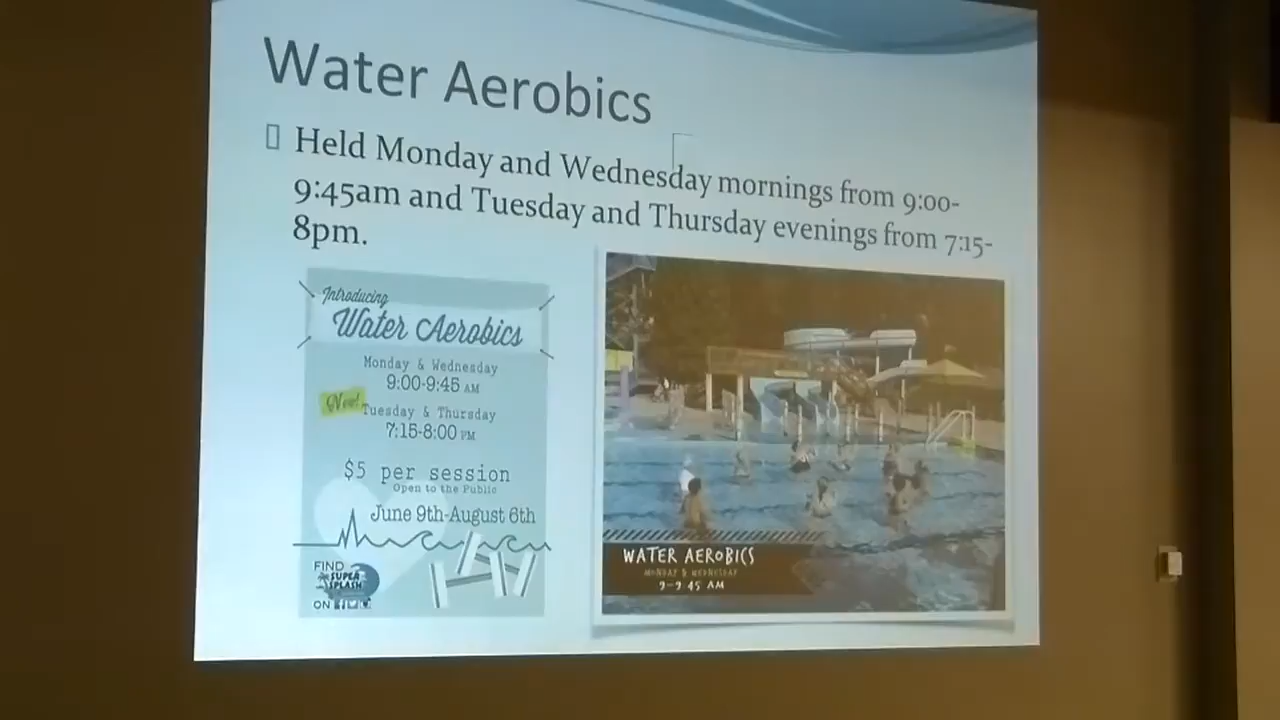 Water Aerobics
Held Monday and Wednesday mornings from 9:00-
9:45am and Tuesday and Thursday evenings from 7:15-
8pm.
Introducing
Water Aerobics
Monday & Wednesday
9:00-9:45 AM
New!
Tuesday & Thursday
7:15-8:00 PM
$5 per session
Open to the Public
June 9th-August 6th
FIND
SUPER
SPLASH
ON
WATER AEROBICS
MONDAY & WEDNESDAY
9-9 45 AM